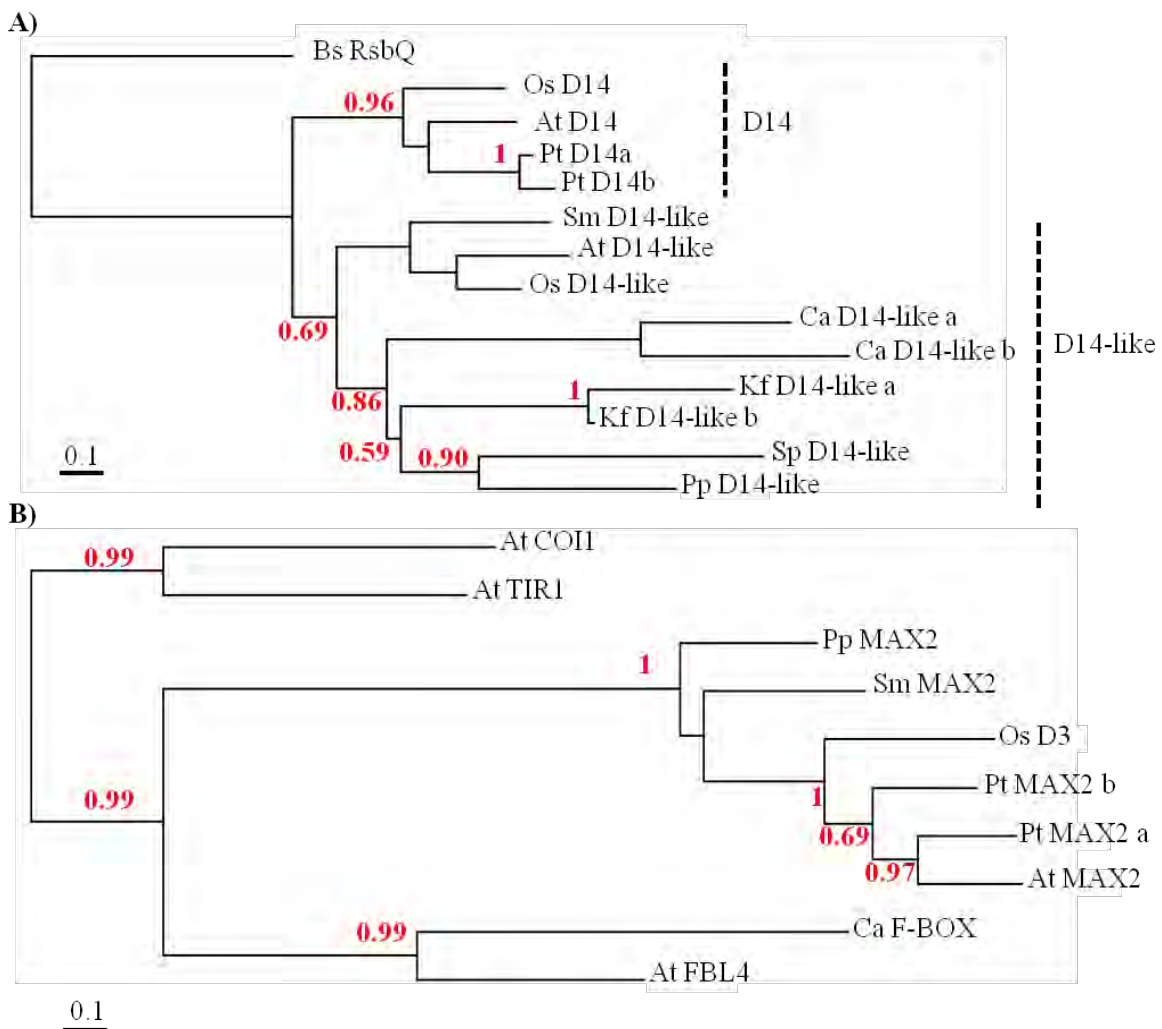 A)
Bs RsbQ
Os D14
0.96
At D14
D14
1
Pt D14a
Pt D14b
Sm D14-like
At D14-like
Os D14-like
Ca D14-like a
0.69
D14-like
Ca D14-like b
1
Kf D14-like a
0.86
Kf D14-like b
0.59
0.90
Sp D14-like
0.1
Pp D14-like
B)
At COI1
0.99
At TIR1
Pp MAX2
1
Sm MAX2
Os D3
Pt MAX2 b
0.99
1
Pt MAX2 a
0.69
0.97
At MAX2
Ca F-BOX
0.99
At FBL4
0.1